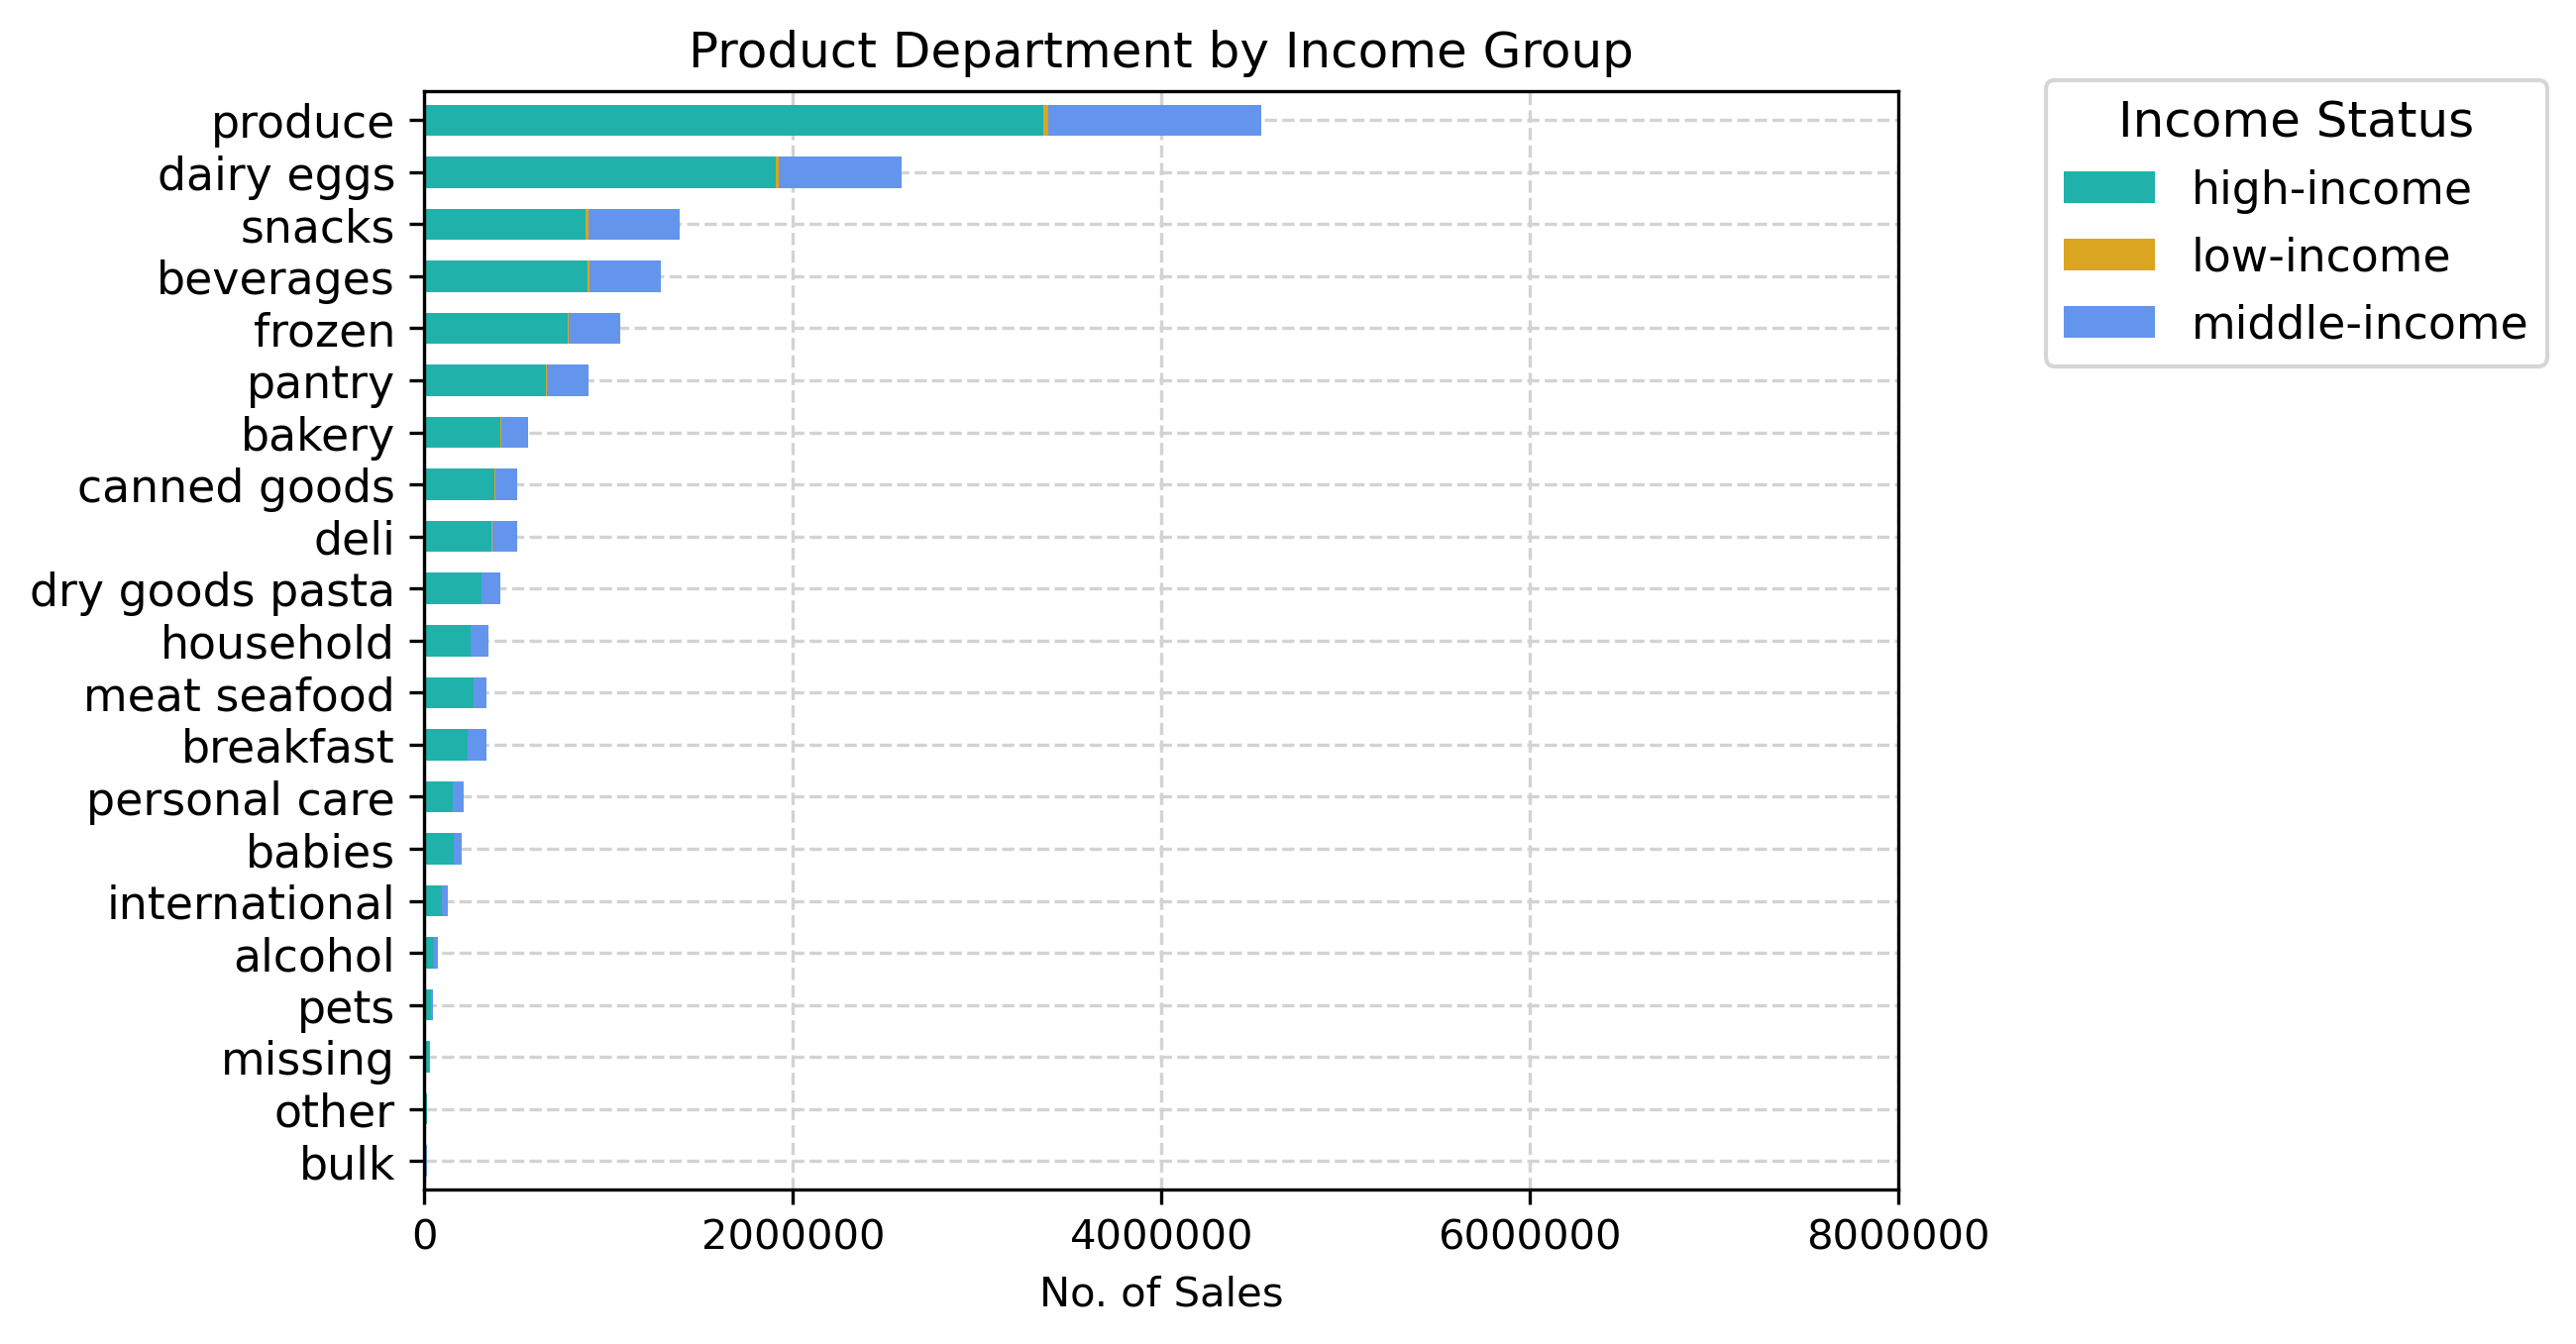 Product Department by Income Group
produce
dairy eggs
snacks
beverages
frozen
pantry
bakery
canned goods
deli
dry goods pasta
household
meat seafood
breakfast
personal care
babies
international
alcohol
pets
missing
other
bulk
0 2000000 4000000 6000000 8000000
No. of Sales
Income Status
high-income
low-income
middle-income